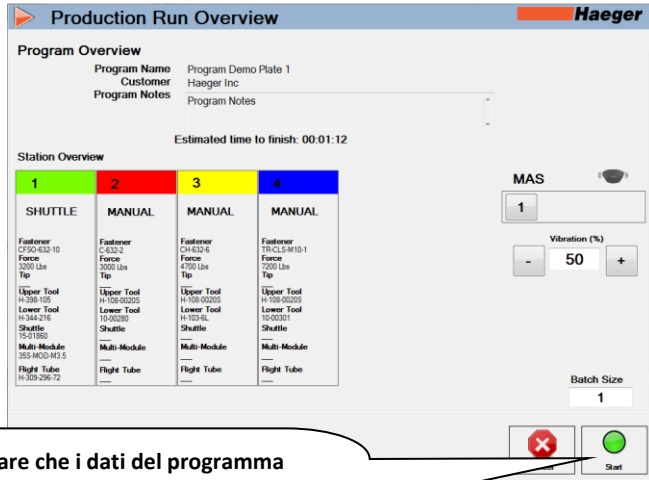 Production Run Overview
Haeger
Program Overview
Program Name Program Demo Plate 1
Customer Haeger Inc
Program Notes Program Notes
Estimated time to finish: 00:01:12
Station Overview
1 2 3 4
SHUTTLE MANUAL MANUAL MANUAL
Fastener Fastener Fastener Fastener
CFSO-632-10 C-632-2 CH-632-6 TR-CLS-M10-1
Force Force Force Force
3200 Lbs 3000 Lbs 4700 Lbs 7200 Lbs
Tip Tip Tip Tip
Upper Tool Upper Tool Upper Tool Upper Tool
H-398-105 H-108-0020S H-108-0020S H-108-0020S
Lower Tool Lower Tool Lower Tool Lower Tool
H-344-216 10-00280 H-103-6L 10-00301
Shuttle Shuttle Shuttle Shuttle
15-01860
Multi-Module Multi-Module Multi-Module Multi-Module
35S-MOD-M3.5
Flight Tube Flight Tube Flight Tube Flight Tube
H-309-296-72
MAS
1
Vibration (%)
- 50 +
Batch Size
1
Start
are che i dati del programma